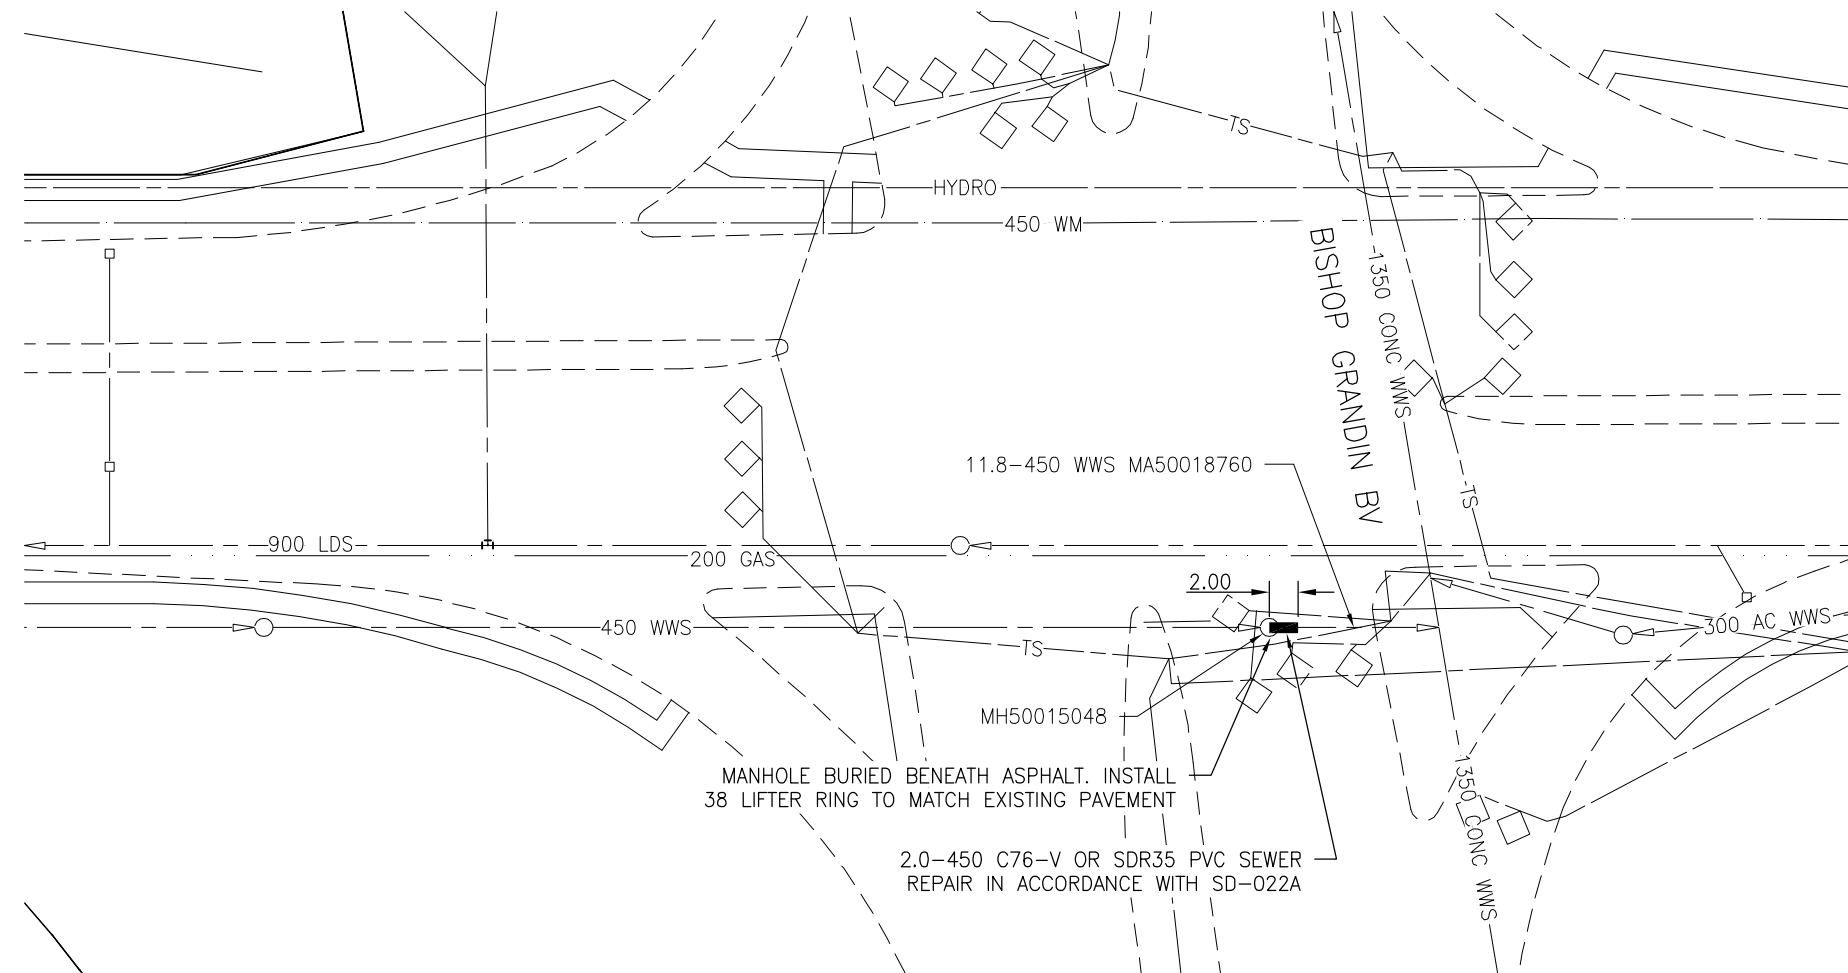 TS
HYDRO
450 WM
BISHOP GRANDIN BV
1350 CONC WWS
11.8-450 WWS MA50018760
TS
900 LDS
200 GAS
2.00
450 WWS
TS
300 AC WWS
MH50015048
MANHOLE BURIED BENEATH ASPHALT. INSTALL
38 LIFTER RING TO MATCH EXISTING PAVEMENT
1350 CONC WWS
2.0-450 C76-V OR SDR35 PVC SEWER
REPAIR IN ACCORDANCE WITH SD-022A